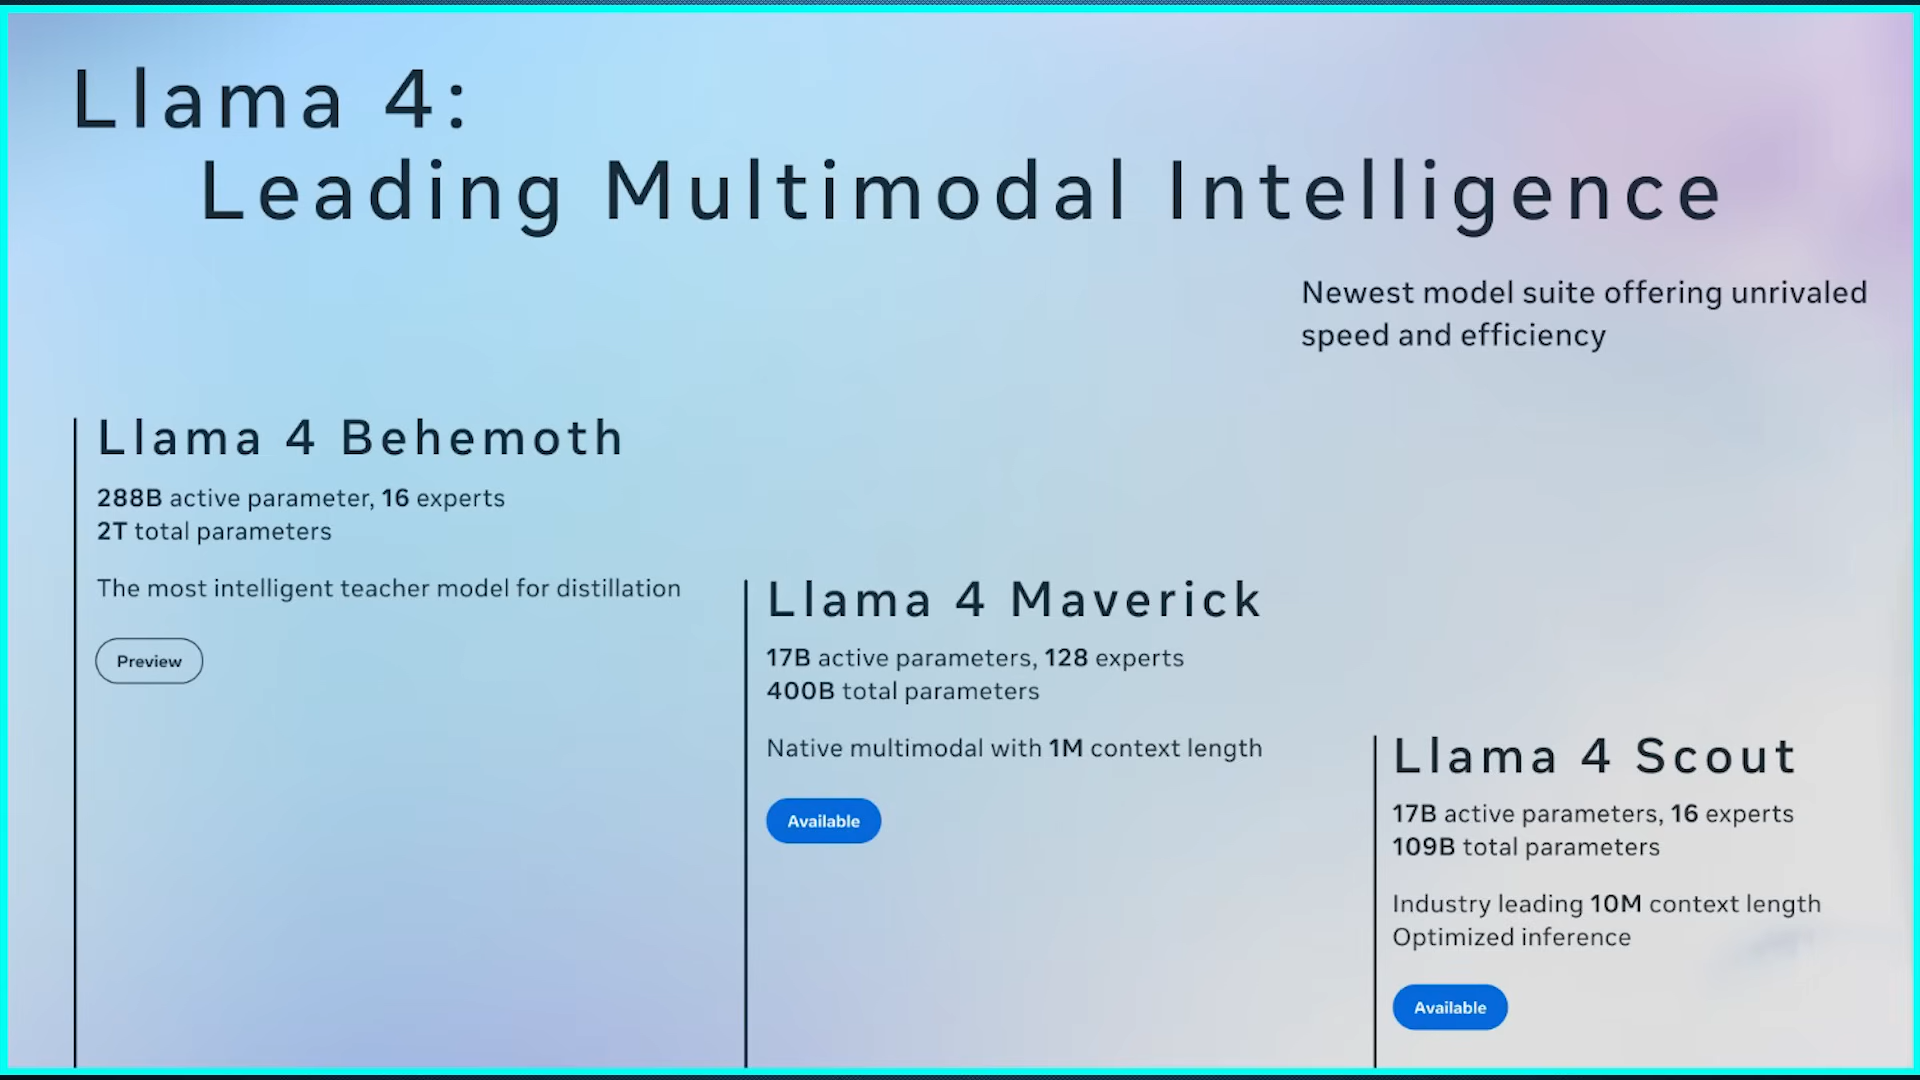 Llama 4:
Leading Multimodal Intelligence
Newest model suite offering unrivaled
speed and efficiency
Llama 4 Behemoth
288B active parameter, 16 experts
2T total parameters
The most intelligent teacher model for distillation
Preview
Llama 4 Maverick
17B active parameters, 128 experts
400B total parameters
Native multimodal with 1M context length
Available
Llama 4 Scout
17B active parameters, 16 experts
109B total parameters
Industry leading 10M context length
Optimized inference
Available